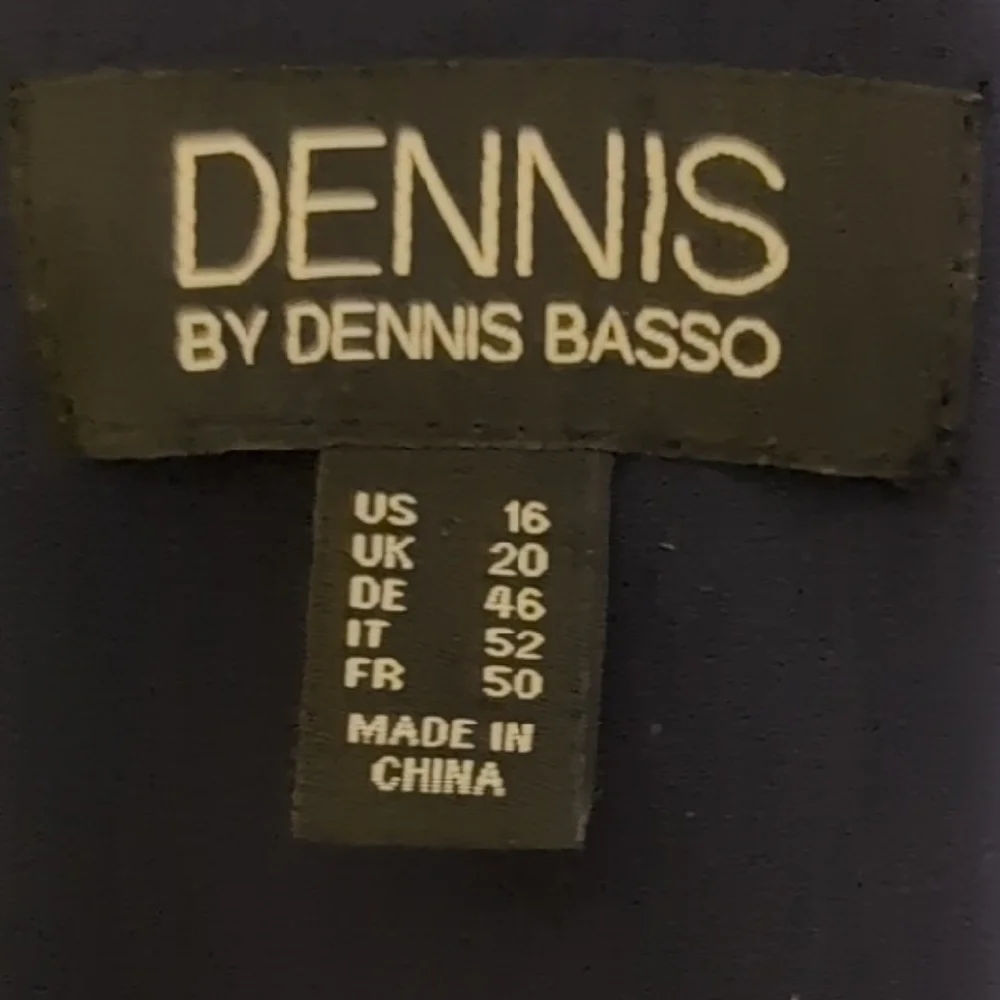 DENNIS
BY DENNIS BASSO
US 16
UK 20
DE 46
IT 52
FR 50
MADE IN
CHINA